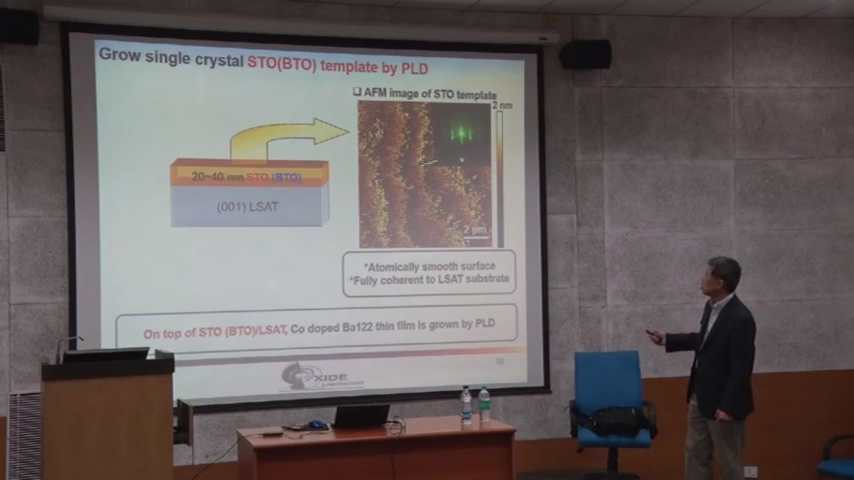 Grow single crystal STO(BTO) template by PLD
❑ AFM image of STO template
2 nm
20~40 nm STO (BTO)
(001) LSAT
2 μm
*Atomically smooth surface
*Fully coherent to LSAT substrate
On top of STO (BTO)/LSAT, Co doped Ba122 thin film is grown by PLD
XIDE